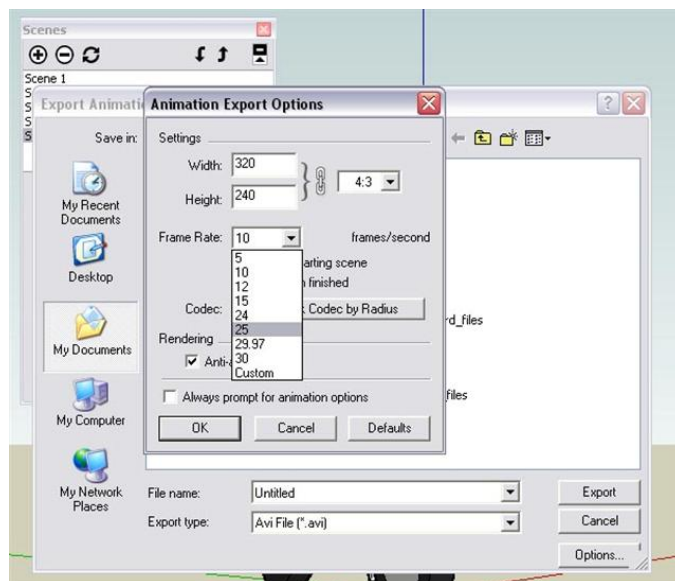 Scenes
Scene 1
S
S
S
S
Export Animati
Animation Export Options
Save in:
My Recent
Documents
Desktop
My Documents
My Computer
My Network
Places
Settings
Width: 320
Height: 240
4:3
Frame Rate: 10 frames/second
5
10
12
15
24
25
29.97
30
Custom
arting scene
finished
Codec: Codec by Radius
Rendering
Anti-
Always prompt for animation options
OK Cancel Defaults
rd_files
files
File name: Untitled Export
Export type: Avi File (*.avi) Cancel
Options...